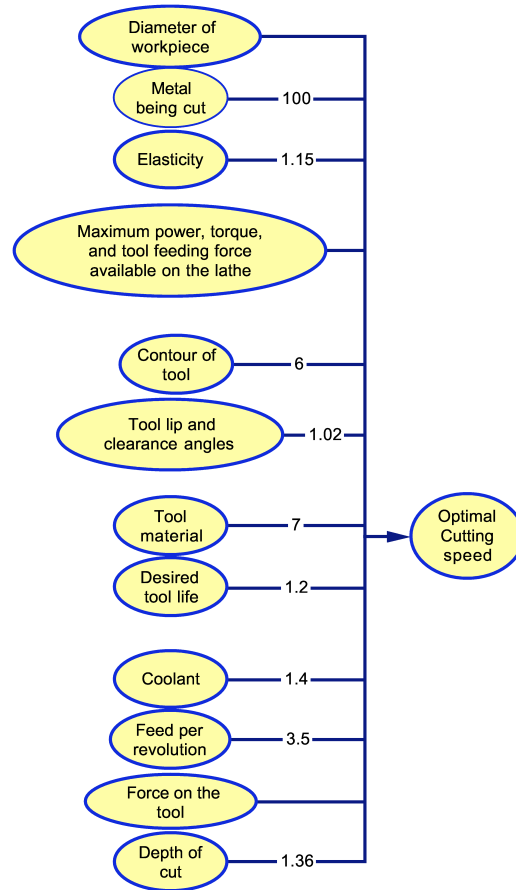 Diameter of
workpiece
Metal
being cut
100
Elasticity
1.15
Maximum power, torque,
and tool feeding force
available on the lathe
Contour of
tool
6
Tool lip and
clearance angles
1.02
Tool
material
7
Optimal
Cutting
speed
Desired
tool life
1.2
Coolant
1.4
Feed per
revolution
3.5
Force on the
tool
Depth of
cut
1.36